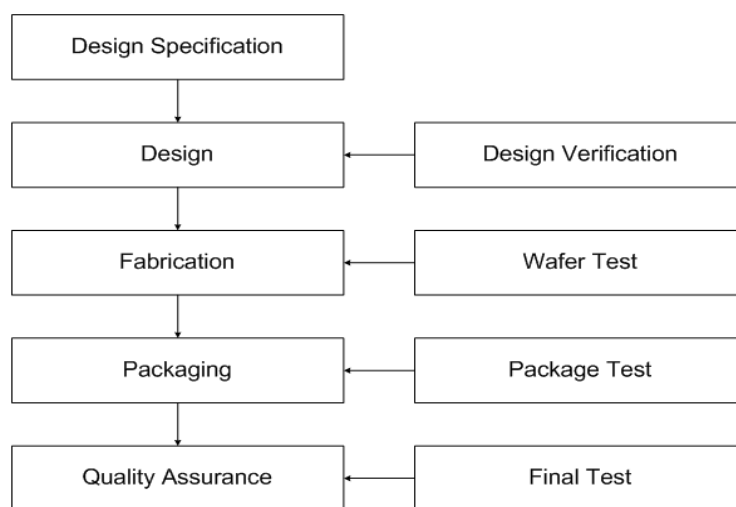 Design Specification
Design
Design Verification
Fabrication
Wafer Test
Packaging
Package Test
Quality Assurance
Final Test